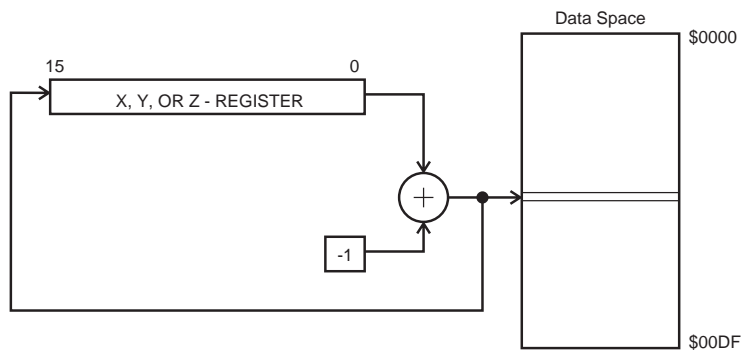 Data Space
$0000
15 0
X, Y, OR Z - REGISTER
+
-1
$00DF